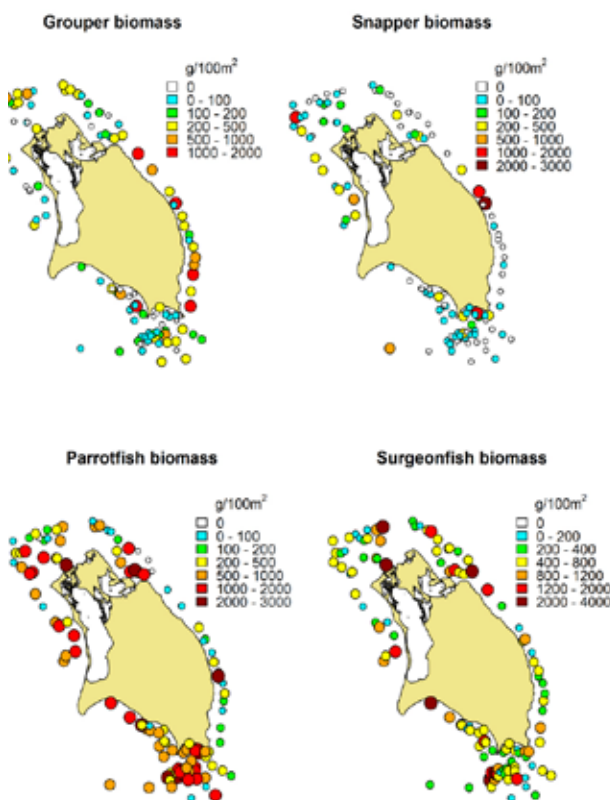 Grouper biomass
g/100m²
0
0 - 100
100 - 200
200 - 500
500 - 1000
1000 - 2000
Snapper biomass
g/100m²
0
0 - 100
100 - 200
200 - 500
500 - 1000
1000 - 2000
2000 - 3000
Parrotfish biomass
g/100m²
0
0 - 100
100 - 200
200 - 500
500 - 1000
1000 - 2000
2000 - 3000
Surgeonfish biomass
g/100m²
0
0 - 200
200 - 400
400 - 800
800 - 1200
1200 - 2000
2000 - 4000